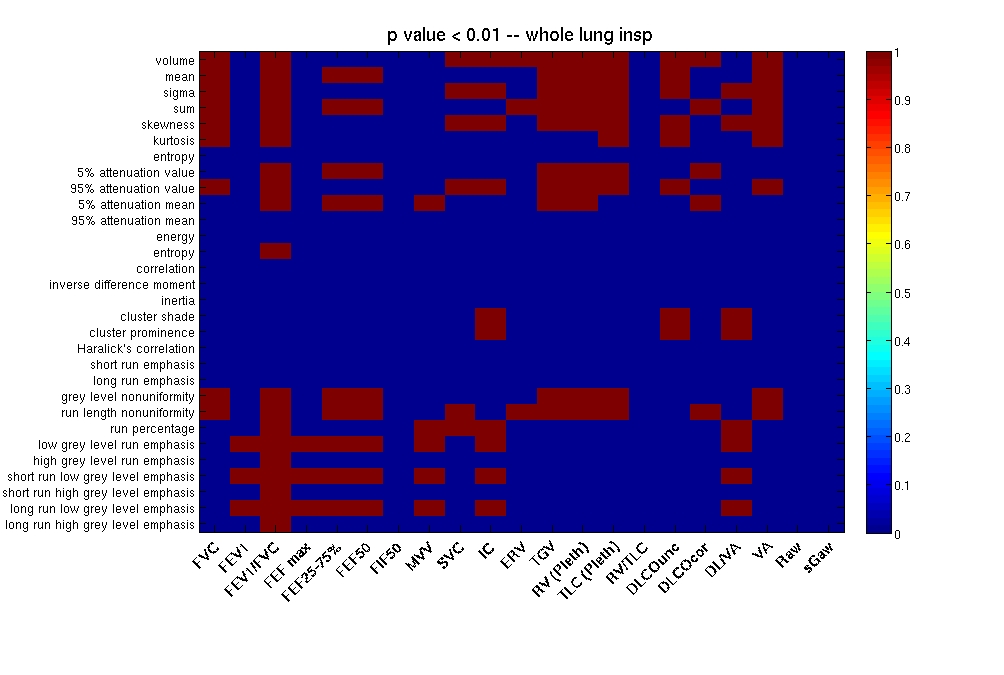 p value < 0.01 -- whole lung insp
volume
mean
sigma
sum
skewness
kurtosis
entropy
5% attenuation value
95% attenuation value
5% attenuation mean
95% attenuation mean
energy
entropy
correlation
inverse difference moment
inertia
cluster shade
cluster prominence
Haralick's correlation
short run emphasis
long run emphasis
grey level nonuniformity
run length nonuniformity
run percentage
low grey level run emphasis
high grey level run emphasis
short run low grey level emphasis
short run high grey level emphasis
long run low grey level emphasis
long run high grey level emphasis
FVC
FEV1
FEV1/FVC
FEF max
FEF25-75%
FEF50
FIF50
MVV
SVC
IC
ERV
TGV
RV (Pleth)
TLC (Pleth)
RV/TLC
DLCOunc
DLCOcor
DL/VA
VA
Raw
sGaw
1
0.9
0.8
0.7
0.6
0.5
0.4
0.3
0.2
0.1
0